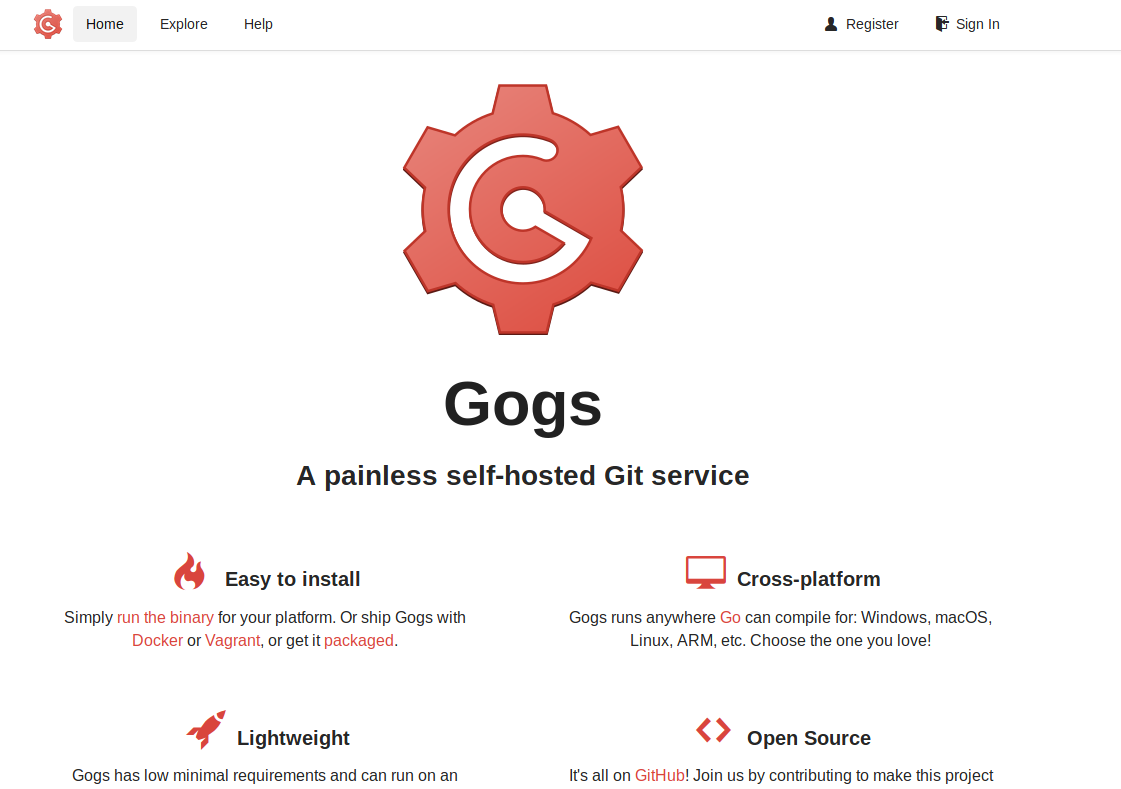 Home Explore Help Register Sign In
Gogs
A painless self-hosted Git service
Easy to install
Simply run the binary for your platform. Or ship Gogs with
Docker or Vagrant, or get it packaged.
Cross-platform
Gogs runs anywhere Go can compile for: Windows, macOS,
Linux, ARM, etc. Choose the one you love!
Lightweight
Gogs has low minimal requirements and can run on an
Open Source
It's all on GitHub! Join us by contributing to make this project